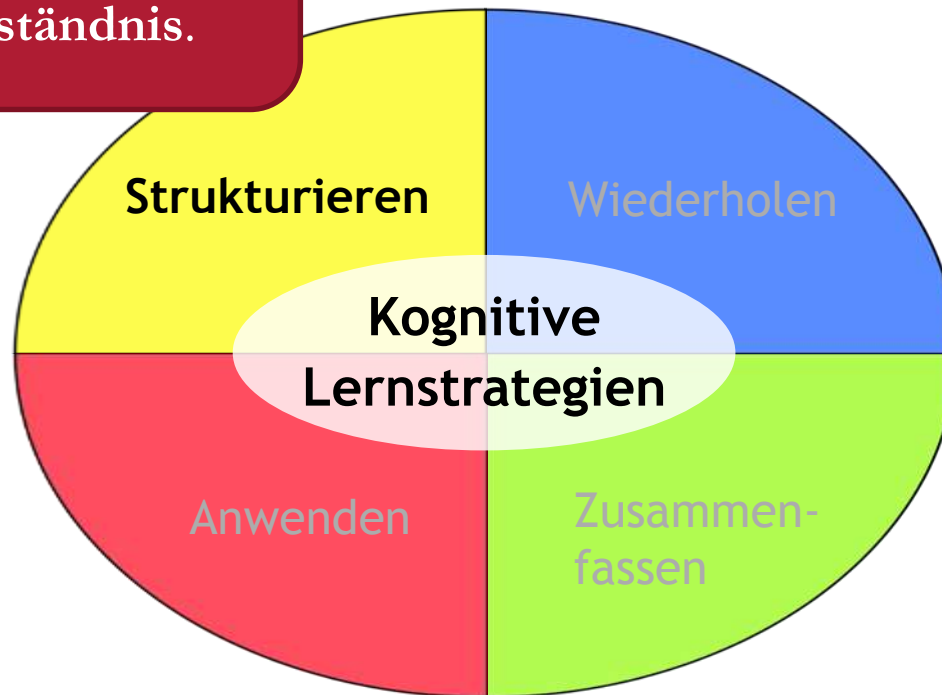 ständnis.
Strukturieren
Wiederholen
Kognitive
Lernstrategien
Anwenden
Zusammen-
fassen